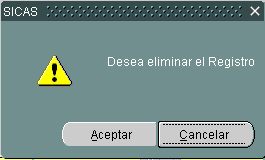 SICAS
Desea eliminar el Registro
Aceptar
Cancelar